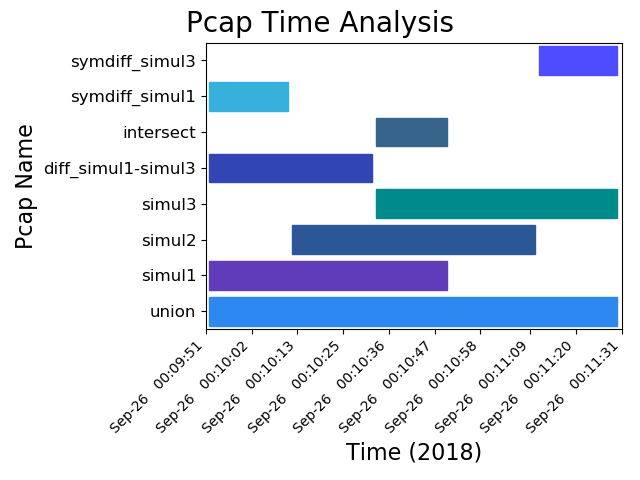 Pcap Time Analysis
Pcap Name
symdiff_simul3
symdiff_simul1
intersect
diff_simul1-simul3
simul3
simul2
simul1
union
Sep-26 00:09:51
Sep-26 00:10:02
Sep-26 00:10:13
Sep-26 00:10:25
Sep-26 00:10:36
Sep-26 00:10:47
Sep-26 00:10:58
Sep-26 00:11:09
Sep-26 00:11:20
Sep-26 00:11:31
Time (2018)